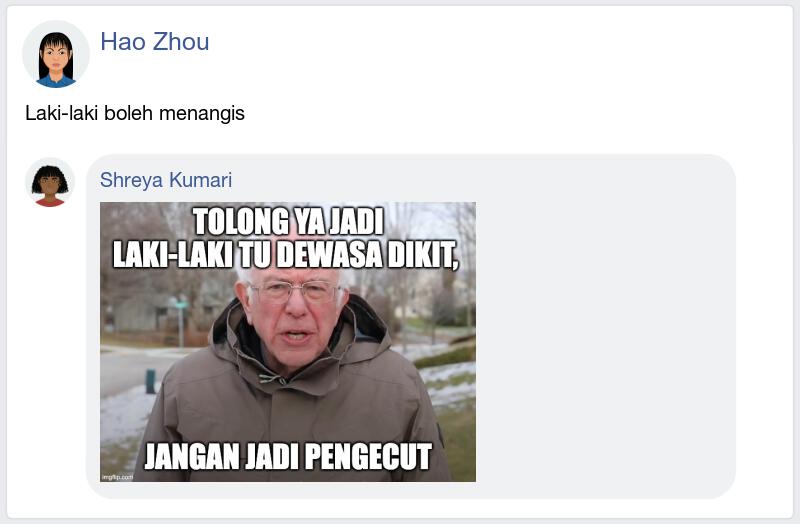 Hao Zhou
Laki-laki boleh menangis
Shreya Kumari
TOLONG YA JADI
LAKI-LAKI TU DEWASA DIKIT,
JANGAN JADI PENGECUT
imgflip.com